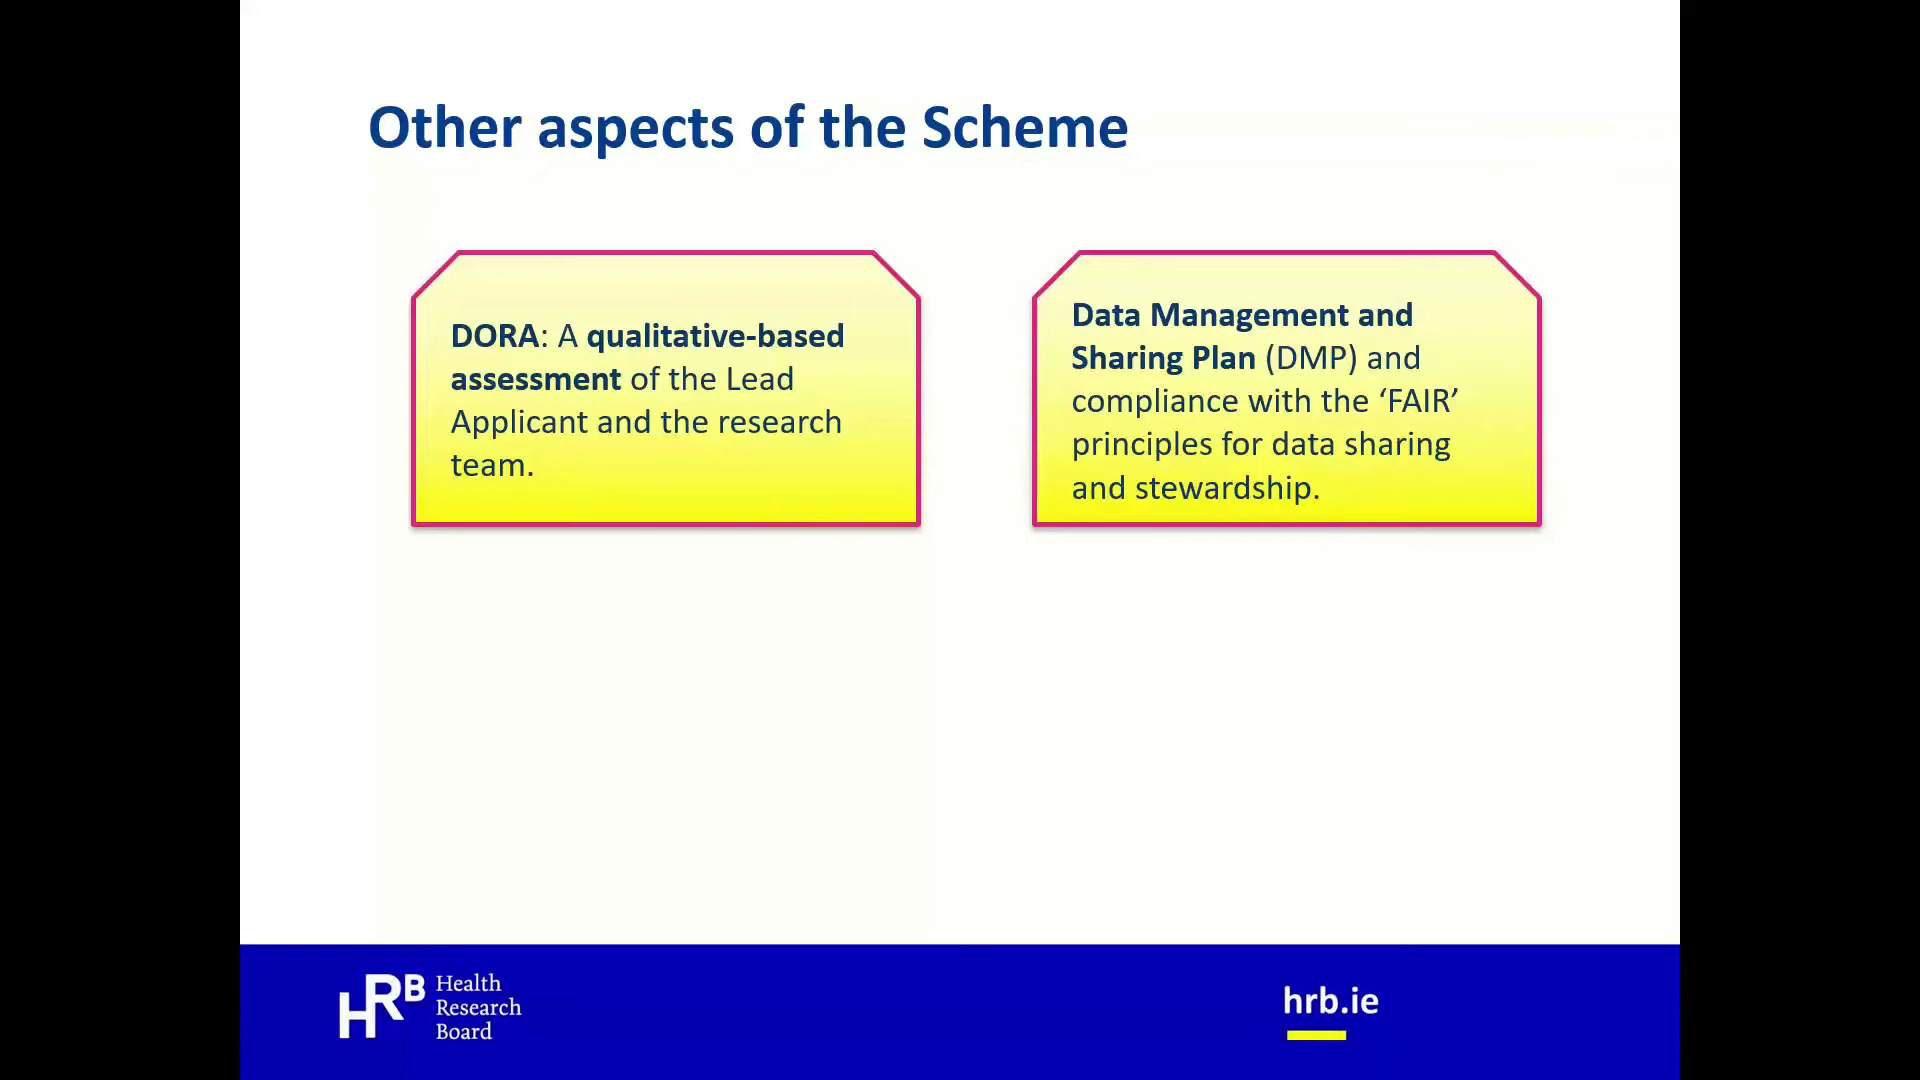 Other aspects of the Scheme
DORA: A qualitative-based
assessment of the Lead
Applicant and the research
team.
Data Management and
Sharing Plan (DMP) and
compliance with the ‘FAIR’
principles for data sharing
and stewardship.
HRB
Health
Research
Board
hrb.ie